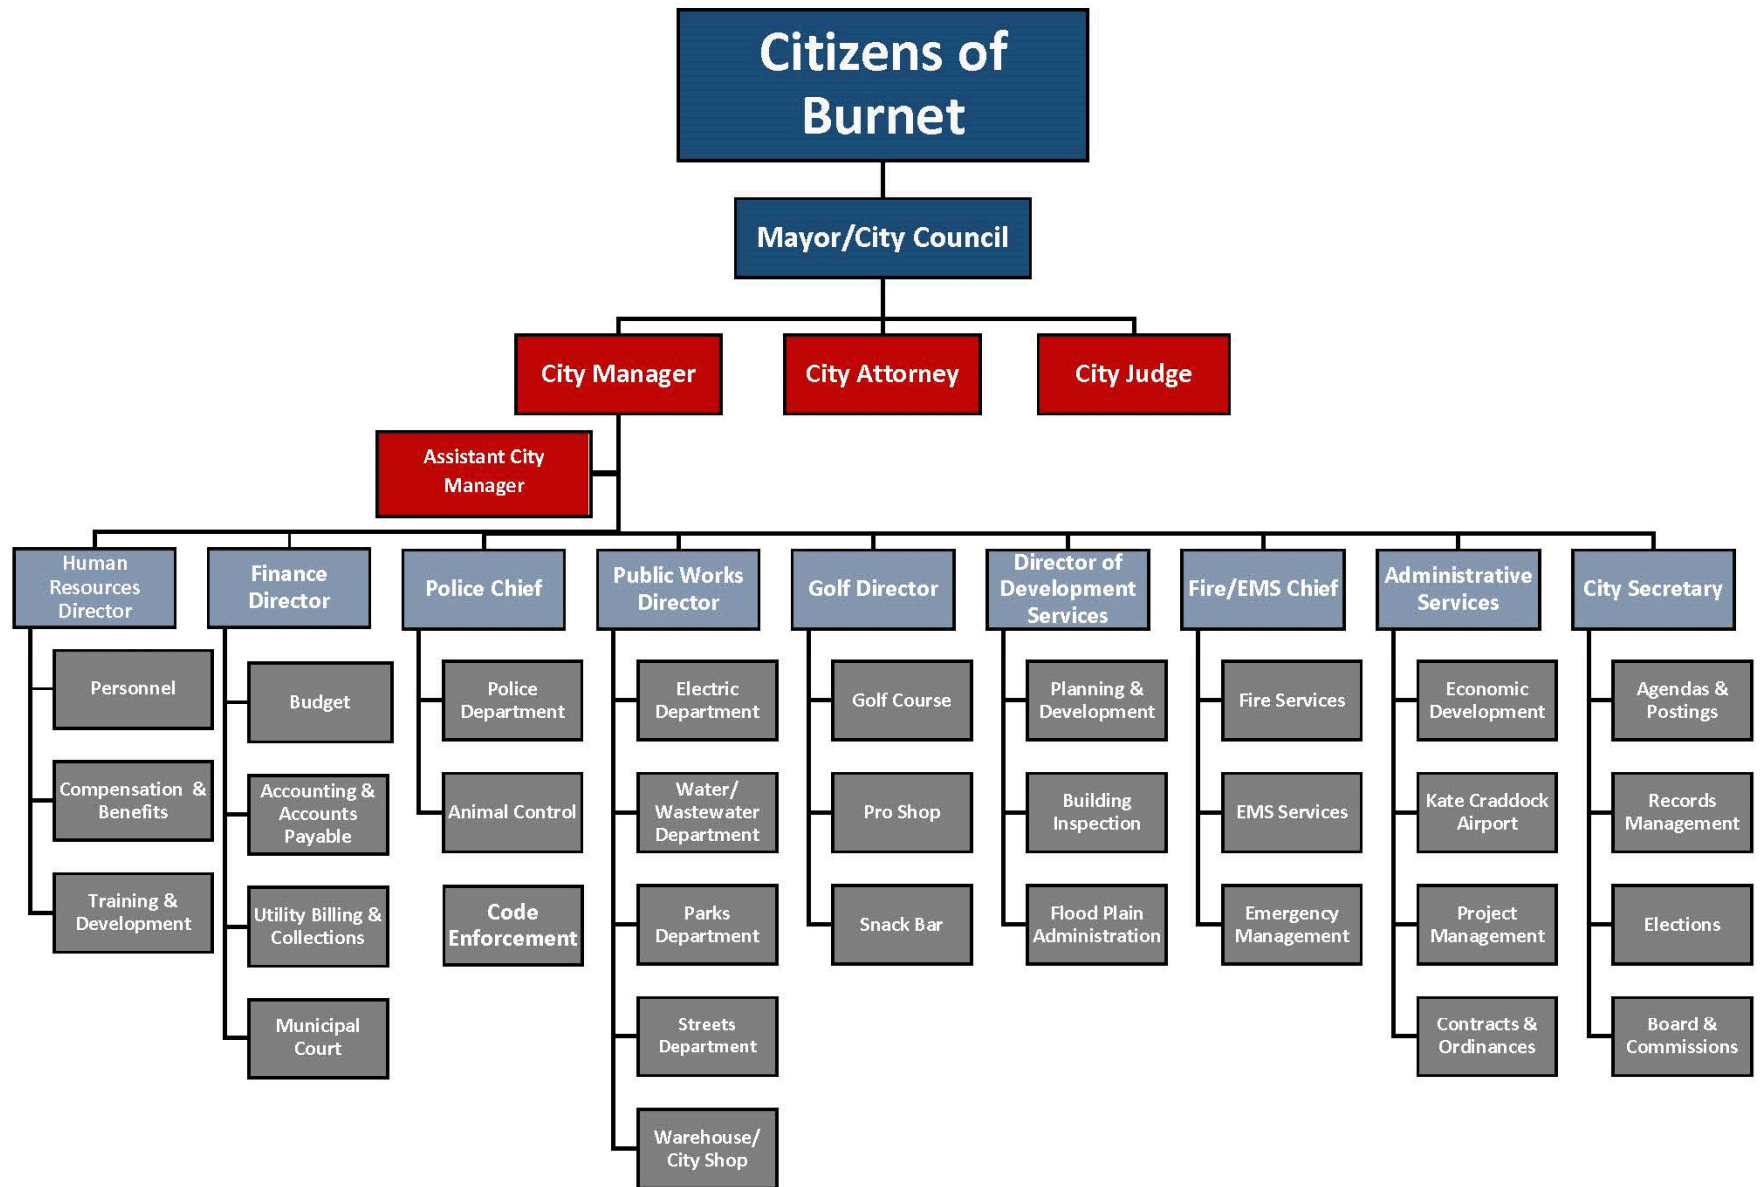 Citizens of
Burnet
Mayor/City Council
City Manager
City Attorney
City Judge
Assistant City
Manager
Human
Resources
Director
Finance
Director
Police Chief
Public Works
Director
Golf Director
Director of
Development
Services
Fire/EMS Chief
Administrative
Services
City Secretary
Personnel
Compensation & 
Benefits
Training &
Development
Budget
Accounting &
Accounts
Payable
Utility Billing &
Collections
Municipal
Court
Police
Department
Animal Control
Code
Enforcement
Electric
Department
Water/
Wastewater
Department
Parks
Department
Streets
Department
Warehouse/
City Shop
Golf Course
Pro Shop
Snack Bar
Planning &
Development
Building
Inspection
Flood Plain
Administration
Fire Services
EMS Services
Emergency
Management
Economic
Development
Kate Craddock
Airport
Project
Management
Contracts &
Ordinances
Agendas &
Postings
Records
Management
Elections
Board &
Commissions